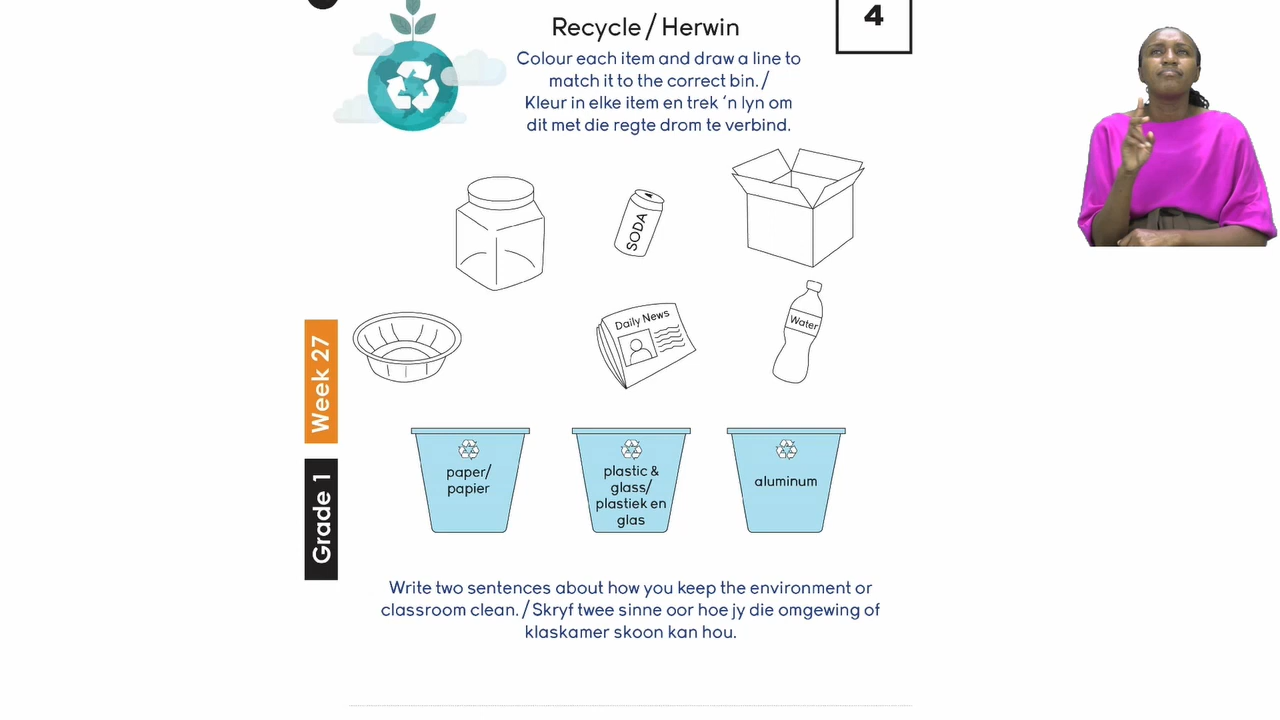 Recycle / Herwin
4
Colour each item and draw a line to
match it to the correct bin. /
Kleur in elke item en trek ‘n lyn om
dit met die regte drom te verbind.
SODA
Daily News
Water
Week 27
Grade 1
paper/
papier
plastic &
glass/
plastiek en
glas
aluminum
Write two sentences about how you keep the environment or
classroom clean. / Skryf twee sinne oor hoe jy die omgewing of
klaskamer skoon kan hou.